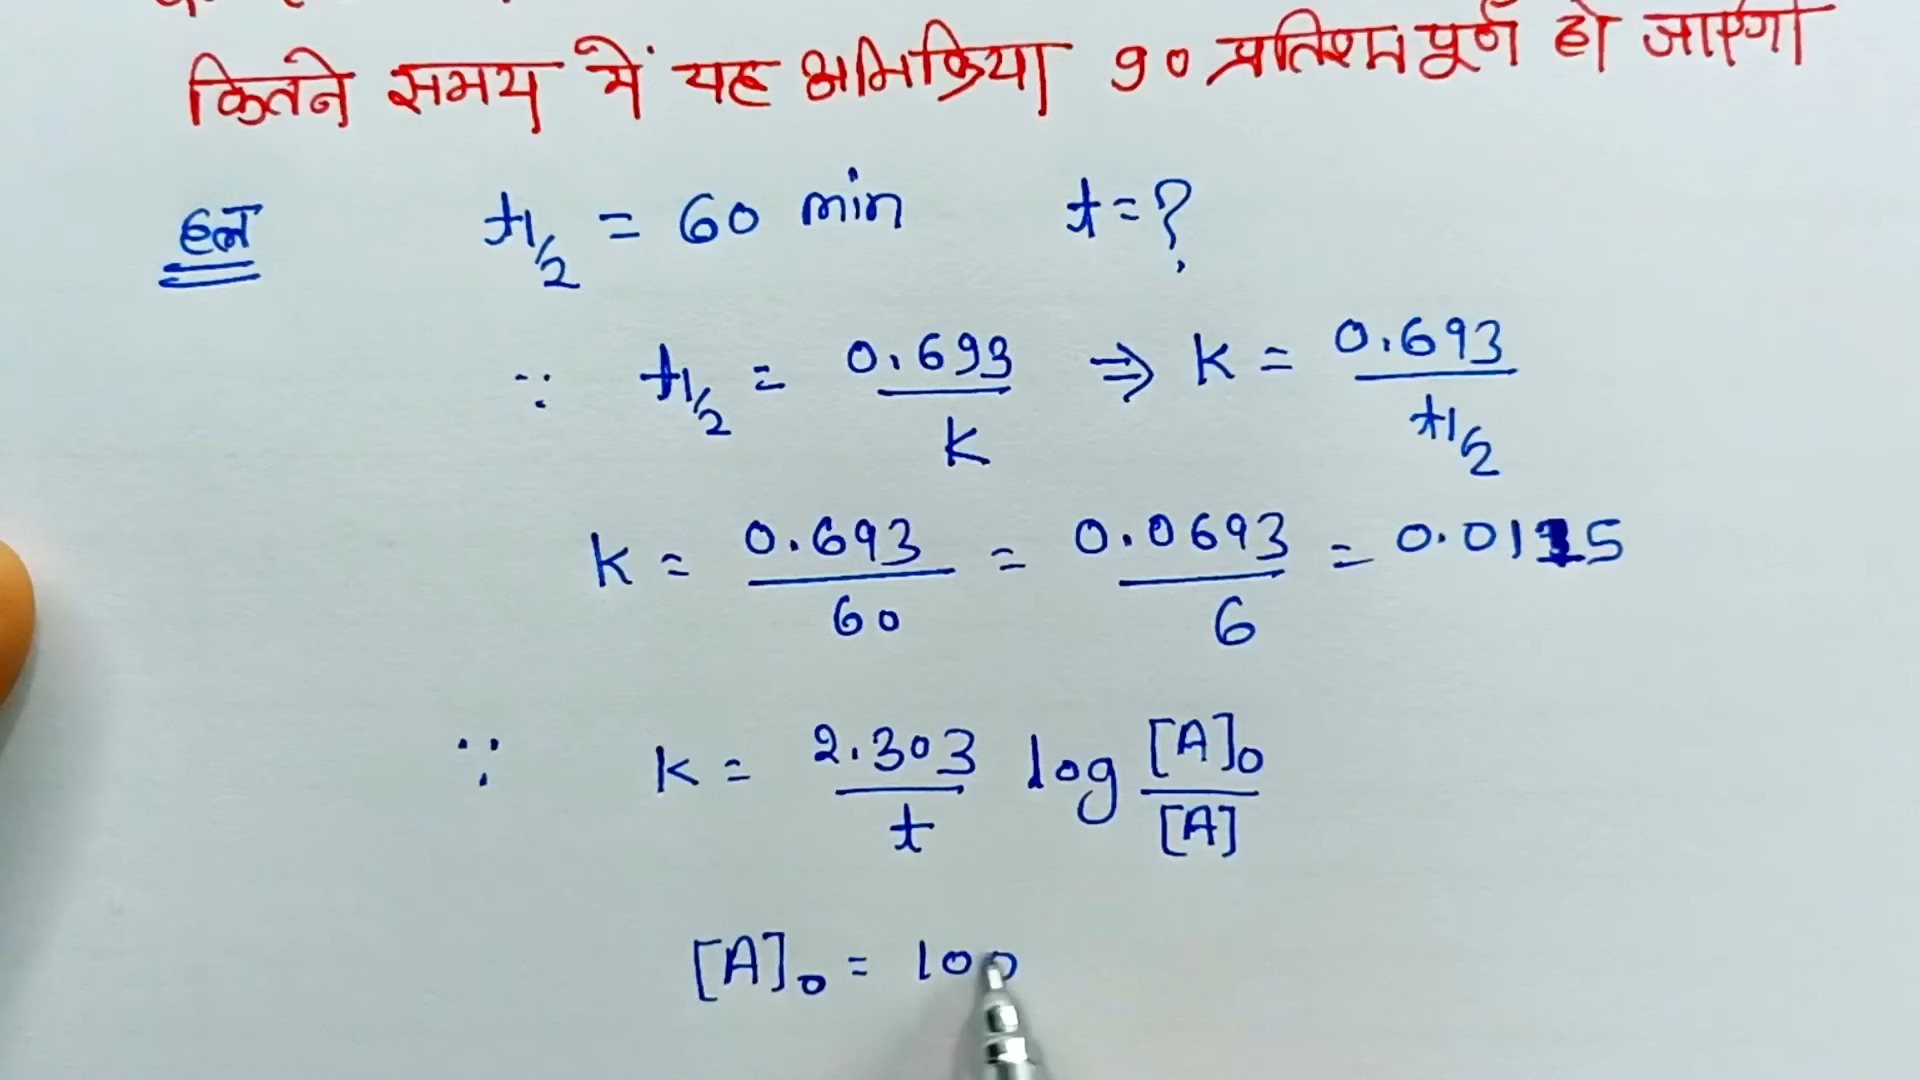 कितने समय में यह अभिक्रिया 90 प्रतिशत पूर्ण हो जाएगी
हल t1/2 = 60 min t = ?
∵ t1/2 = 0.693/K ⇒ K = 0.693/t1/2
K = 0.693/60 = 0.0693/6 = 0.0115
∵ K = 2.303/t log [A]₀/[A]
[A]₀ = 100